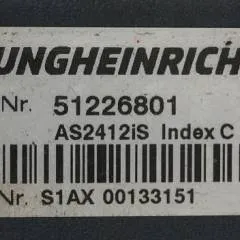 UNGHEINRICH
Nr. 51226801
AS2412iS Index C
Nr. S1AX 00133151